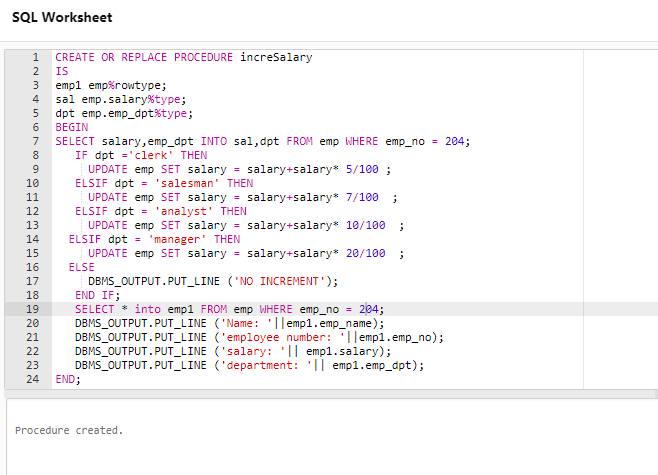 SQL Worksheet
1 CREATE OR REPLACE PROCEDURE increSalary
2 IS
3 emp1 emp%rowtype;
4 sal emp.salary%type;
5 dpt emp.emp_dpt%type;
6 BEGIN
7 SELECT salary,emp_dpt INTO sal,dpt FROM emp WHERE emp_no = 204;
8 IF dpt ='clerk' THEN
9 UPDATE emp SET salary = salary+salary* 5/100 ;
10 ELSIF dpt = 'salesman' THEN
11 UPDATE emp SET salary = salary+salary* 7/100  ;
12 ELSIF dpt = 'analyst' THEN
13 UPDATE emp SET salary = salary+salary* 10/100  ;
14 ELSIF dpt = 'manager' THEN
15 UPDATE emp SET salary = salary+salary* 20/100  ;
16 ELSE
17 DBMS_OUTPUT.PUT_LINE ('NO INCREMENT');
18 END IF;
19 SELECT * into emp1 FROM emp WHERE emp_no = 204;
20 DBMS_OUTPUT.PUT_LINE ('Name: '||emp1.emp_name);
21 DBMS_OUTPUT.PUT_LINE ('employee number: '||emp1.emp_no);
22 DBMS_OUTPUT.PUT_LINE ('salary: '|| emp1.salary);
23 DBMS_OUTPUT.PUT_LINE ('department: '|| emp1.emp_dpt);
24 END;
Procedure created.